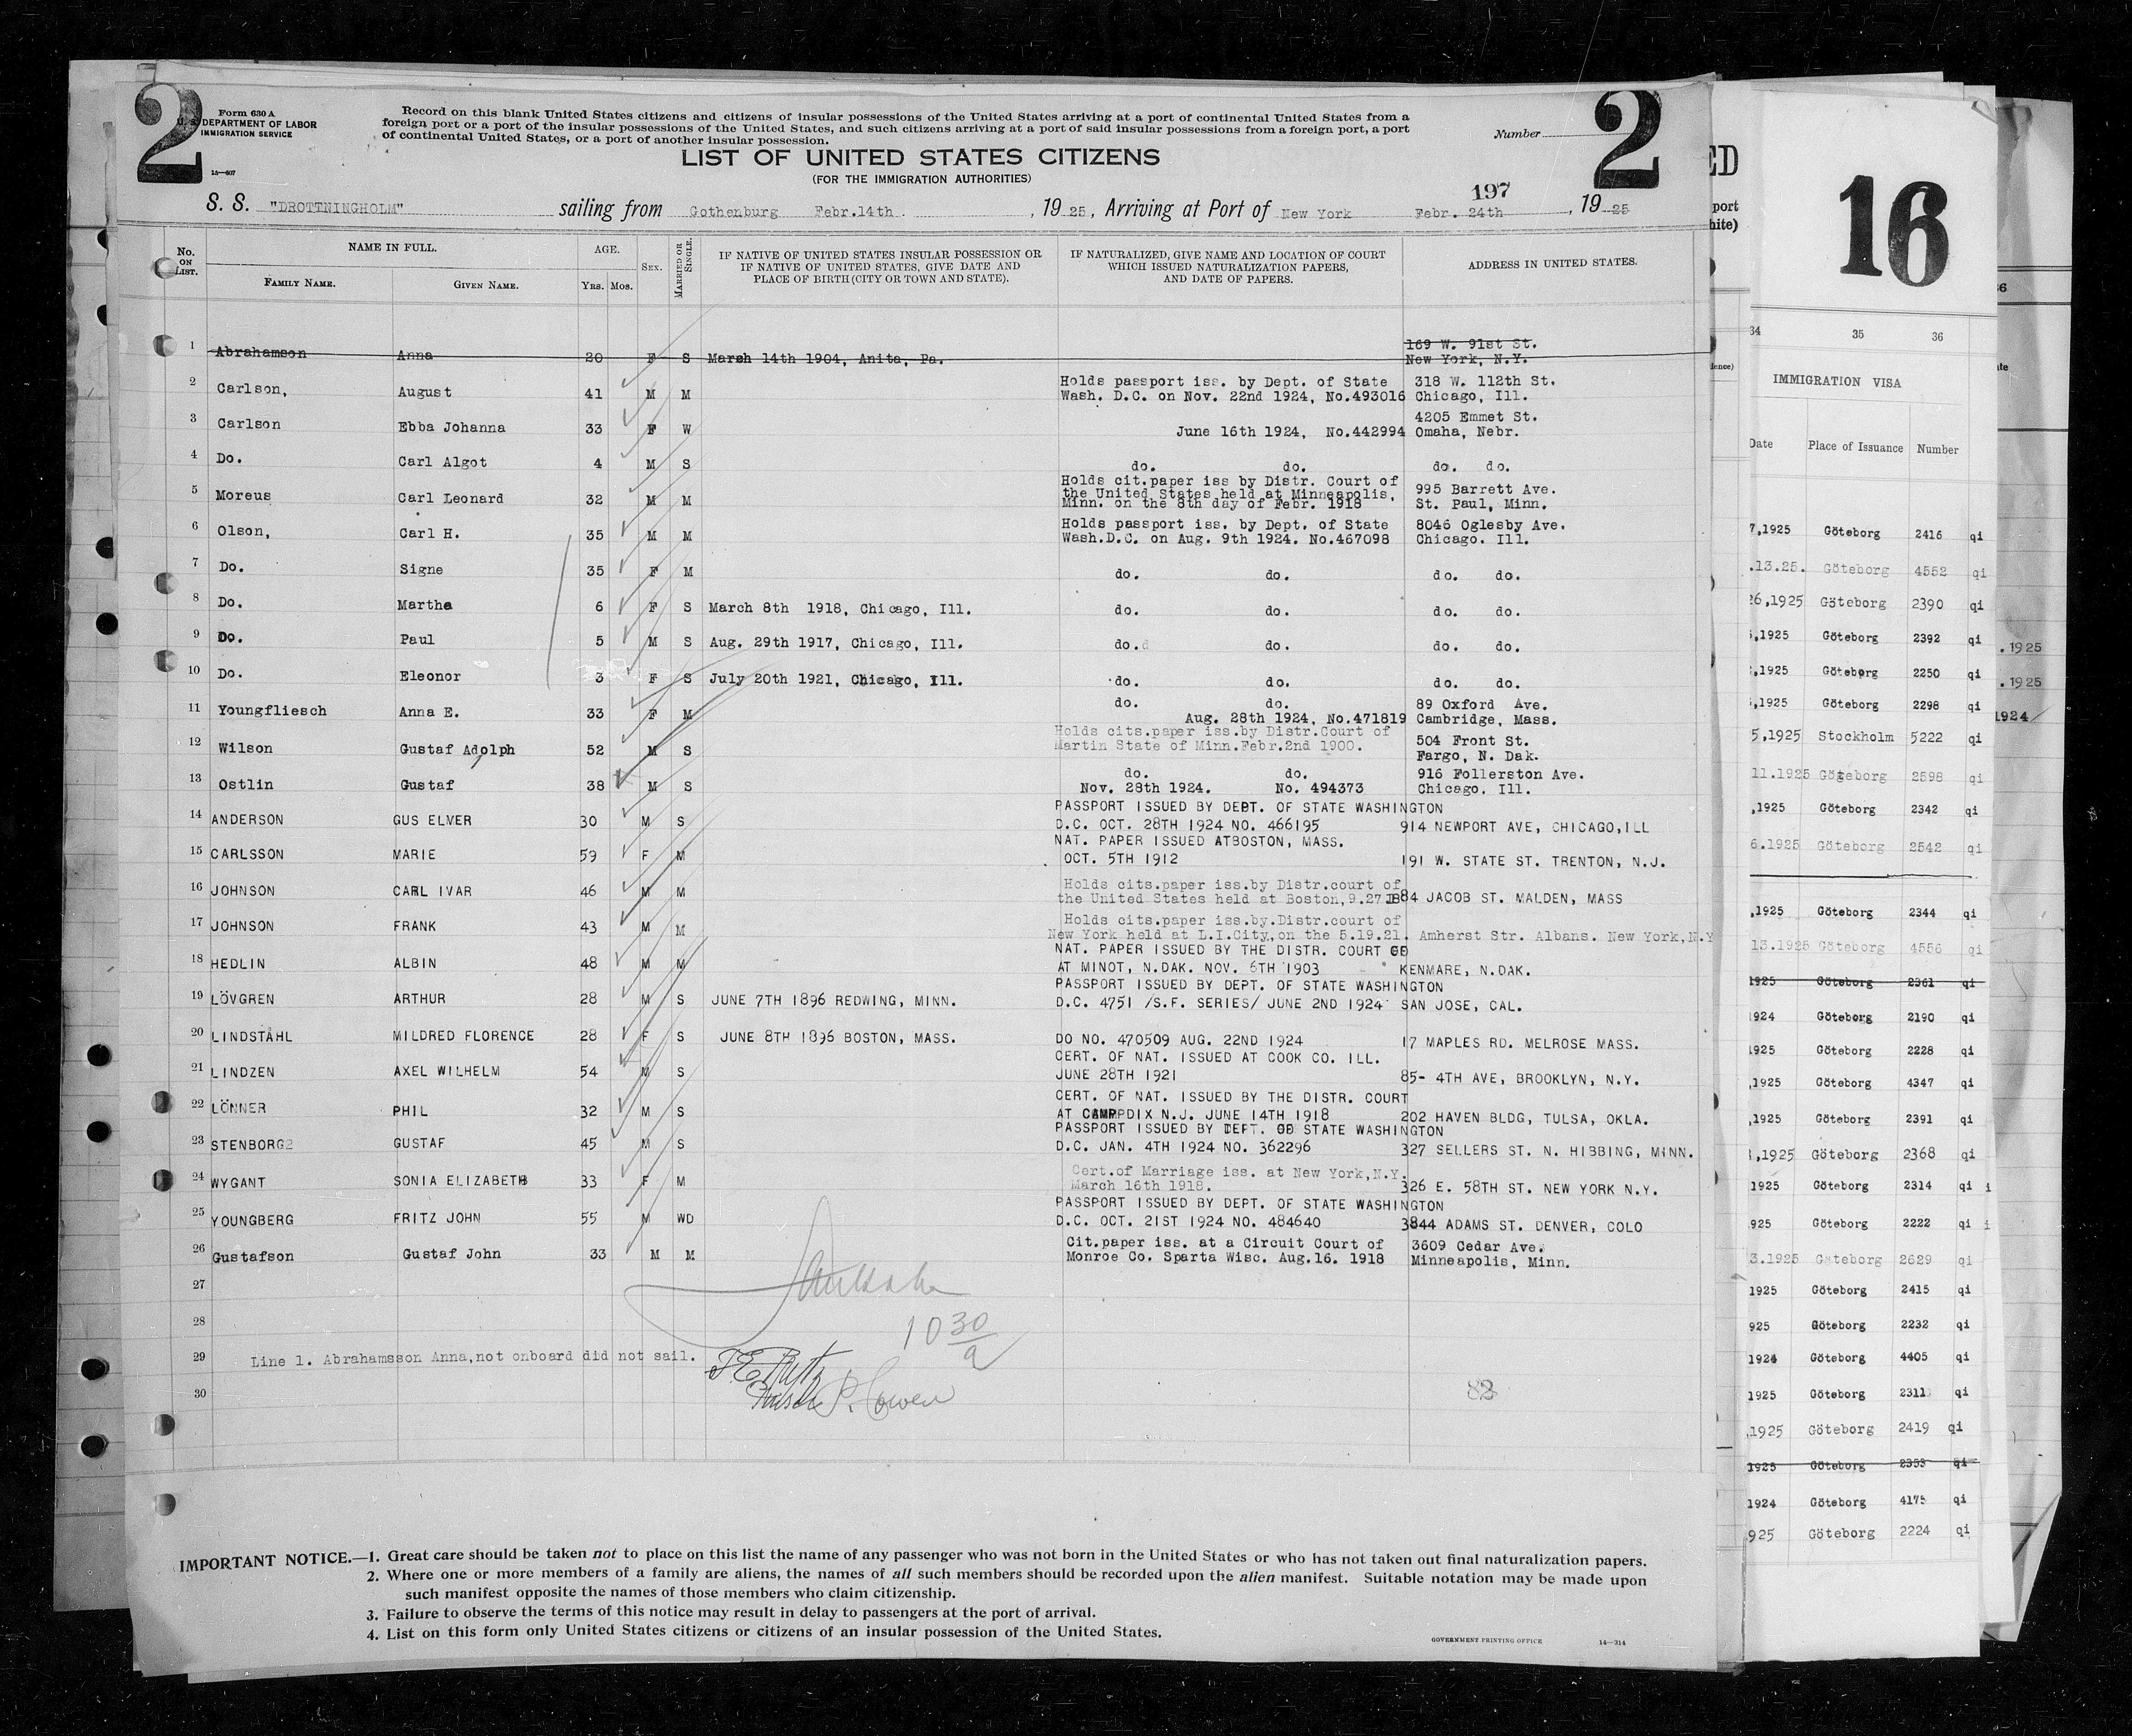 2
Form 630 A
U. S. DEPARTMENT OF LABOR
IMMIGRATION SERVICE
14—607
Record on this blank United States citizens and citizens of insular possessions of the United States arriving at a port of continental United States from a
foreign port or a port of the insular possessions of the United States, and such citizens arriving at a port of said insular possessions from a foreign port, a port
of continental United States, or a port of another insular possession.
Number
2
LIST OF UNITED STATES CITIZENS
(FOR THE IMMIGRATION AUTHORITIES)
197
S. S. "DROTTNINGHOLM" sailing from Gothenburg Febr.14th , 19 25, Arriving at Port of New York Febr. 24th , 19 25
No. ON LIST. NAME IN FULL. AGE. SEX. MARRIED OR SINGLE. IF NATIVE OF UNITED STATES INSULAR POSSESSION OR IF NATIVE OF UNITED STATES, GIVE DATE AND PLACE OF BIRTH (CITY OR TOWN AND STATE). IF NATURALIZED, GIVE NAME AND LOCATION OF COURT WHICH ISSUED NATURALIZATION PAPERS, AND DATE OF PAPERS. ADDRESS IN UNITED STATES.
FAMILY NAME. GIVEN NAME. Yrs. Mos.
1 Abrahamson Anna 20 F S March 14th 1904, Anita, Pa. 169 W. 91st St.
New York, N.Y.
2 Carlson, August 41 M M Holds passport iss. by Dept. of State 318 W. 112th St.
Wash. D.C. on Nov. 22nd 1924, No.493016 Chicago, Ill.
3 Carlson Ebba Johanna 33 F W 4205 Emmet St.
June 16th 1924, No.442994 Omaha, Nebr.
4 Do. Carl Algot 4 M S do. do. do. do.
5 Moreus Carl Leonard 32 M M Holds cit.paper iss by Distr. Court of
the United States held at Minneapolis, 995 Barrett Ave.
Minn. on the 8th day of Febr. 1918 St. Paul, Minn.
6 Olson, Carl H. 35 M M Holds passport iss. by Dept. of State 8046 Oglesby Ave.
Wash.D.C. on Aug. 9th 1924. No.467098 Chicago. Ill.
7 Do. Signe 35 F M do. do. do. do.
8 Do. Martha 6 F S March 8th 1918, Chicago, Ill. do. do. do. do.
9 Do. Paul 5 M S Aug. 29th 1917, Chicago, Ill. do. do. do. do.
10 Do. Eleonor 3 F S July 20th 1921, Chicago, Ill. do. do. do. do.
11 Youngfliesch Anna E. 33 F M do. do. 89 Oxford Ave.
Aug. 28th 1924, No.471819 Cambridge, Mass.
12 Wilson Gustaf Adolph 52 M S Holds cits.paper iss.by Distr.Court of
Martin State of Minn.Febr.2nd 1900. 504 Front St.
Fargo, N. Dak.
13 Ostlin Gustaf 38 M S do. do. 916 Follerston Ave.
Nov. 28th 1924. No. 494373 Chicago. Ill.
14 ANDERSON GUS ELVER 30 M S PASSPORT ISSUED BY DEPT. OF STATE WASHINGTON
D.C. OCT. 28TH 1924 NO. 466195 914 NEWPORT AVE, CHICAGO,ILL
15 CARLSSON MARIE 59 F M NAT. PAPER ISSUED ATBOSTON, MASS.
OCT. 5TH 1912 191 W. STATE ST. TRENTON, N.J.
16 JOHNSON CARL IVAR 46 M M Holds cits.paper iss.by Distr.court of
the United States held at Boston,9.27 84 JACOB ST. MALDEN, MASS
17 JOHNSON FRANK 43 M M Holds cits.paper iss.by.Distr.court of
New York held at L.I.City,on the 5.19.21. Amherst Str. Albans. New York,N.Y
18 HEDLIN ALBIN 48 M M NAT. PAPER ISSUED BY THE DISTR. COURT
AT MINOT, N.DAK. NOV. 6TH 1903 KENMARE, N.DAK.
19 LÖVGREN ARTHUR 28 M S JUNE 7TH 1896 REDWING, MINN. PASSPORT ISSUED BY DEPT. OF STATE WASHINGTON
D.C. 4751 /S.F. SERIES/ JUNE 2ND 1924 SAN JOSE, CAL.
20 LINDSTÅHL MILDRED FLORENCE 28 F S JUNE 8TH 1896 BOSTON, MASS. DO NO. 470509 AUG. 22ND 1924 17 MAPLES RD. MELROSE MASS.
21 LINDZEN AXEL WILHELM 54 M S CERT. OF NAT. ISSUED AT COOK CO. ILL.
JUNE 28TH 1921 85- 4TH AVE, BROOKLYN, N.Y.
22 LÖNNER PHIL 32 M S CERT. OF NAT. ISSUED BY THE DISTR. COURT
AT CAMPPDIX N.J. JUNE 14TH 1918 202 HAVEN BLDG, TULSA, OKLA.
23 STENBORG2 GUSTAF 45 M S PASSPORT ISSUED BY DEPT. OD STATE WASHINGTON
D.C. JAN. 4TH 1924 NO. 362296 327 SELLERS ST. N. HIBBING, MINN.
24 WYGANT SONIA ELIZABETH 33 F M Cert.of Marriage iss. at New York,N.Y.
March 16th 1918. 326 E. 58TH ST. NEW YORK N.Y.
25 YOUNGBERG FRITZ JOHN 55 M WD PASSPORT ISSUED BY DEPT. OF STATE WASHINGTON
D.C. OCT. 21ST 1924 NO. 484640 3844 ADAMS ST. DENVER, COLO
26 Gustafson Gustaf John 33 M M Cit.paper iss. at a Circuit Court of 3609 Cedar Ave.
Monroe Co. Sparta Wisc. Aug.16. 1918 Minneapolis, Minn.
27
28
10 30/a
29 Line 1. Abrahamsson Anna,not onboard did not sail.
30
P. Cowen
82
IMPORTANT NOTICE.—1. Great care should be taken not to place on this list the name of any passenger who was not born in the United States or who has not taken out final naturalization papers.
2. Where one or more members of a family are aliens, the names of all such members should be recorded upon the alien manifest. Suitable notation may be made upon
such manifest opposite the names of those members who claim citizenship.
3. Failure to observe the terms of this notice may result in delay to passengers at the port of arrival.
4. List on this form only United States citizens or citizens of an insular possession of the United States.
GOVERNMENT PRINTING OFFICE 14—314
ED
port
hite)
16
34 35 36
IMMIGRATION VISA
Date Place of Issuance Number
7,1925 Göteborg 2416 qi
.13.25. Göteborg 4552 qi
26,1925 Göteborg 2390 qi
,1925 Göteborg 2392 qi
,1925 Göteborg 2250 qi
,1925 Göteborg 2298 qi
5,1925 Stockholm 5222 qi
11.1925 Göteborg 2598 qi
,1925 Göteborg 2342 qi
6.1925 Göteborg 2542 qi
,1925 Göteborg 2344 qi
13.1925 Göteborg 4556 qi
1925 Göteborg 2361 qi
1924 Göteborg 2190 qi
1925 Göteborg 2228 qi
,1925 Göteborg 4347 qi
,1925 Göteborg 2391 qi
,1925 Göteborg 2368 qi
1925 Göteborg 2314 qi i
925 Göteborg 2222 qi i
3.1925 Göteborg 2629 qi
1925 Göteborg 2415 qi
925 Göteborg 2232 qi
1924 Göteborg 4405 qi
1925 Göteborg 2311 qi
,1925 Göteborg 2419 qi
1925 Göteborg 2353 qi
1924 Göteborg 4175 qi
925 Göteborg 2224 qi
36
ate
.1925
.1925
1924